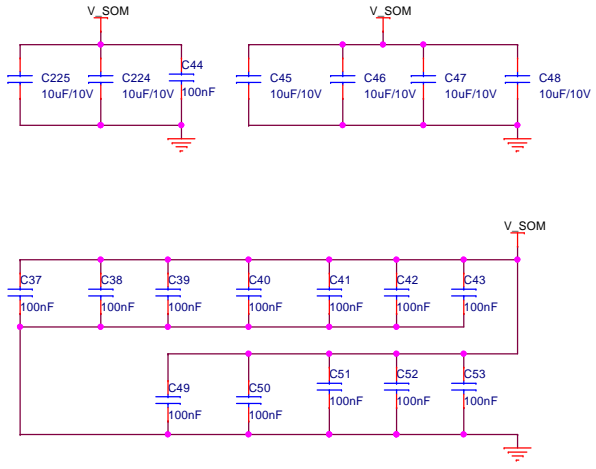 V_SOM
V_SOM
C44
C225
C224
C45
C46
C47
C48
10uF/10V
10uF/10V
100nF
10uF/10V
10uF/10V
10uF/10V
10uF/10V
V_SOM
C37
C38
C39
C40
C41
C42
C43
100nF
100nF
100nF
100nF
100nF
100nF
100nF
C49
C50
C51
C52
C53
100nF
100nF
100nF
100nF
100nF